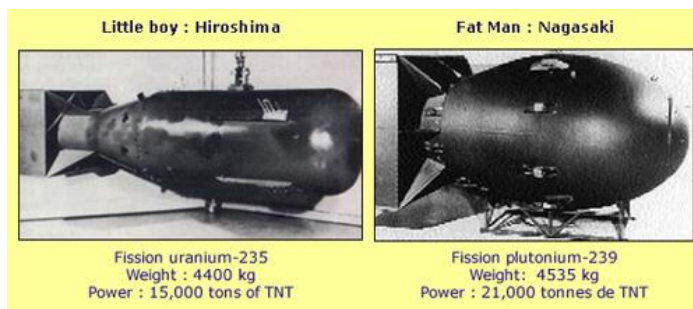 Little boy : Hiroshima
Fat Man : Nagasaki
Fission uranium-235
Weight : 4400 kg
Power : 15,000 tons of TNT
Fission plutonium-239
Weight: 4535 kg
Power : 21,000 tonnes de TNT